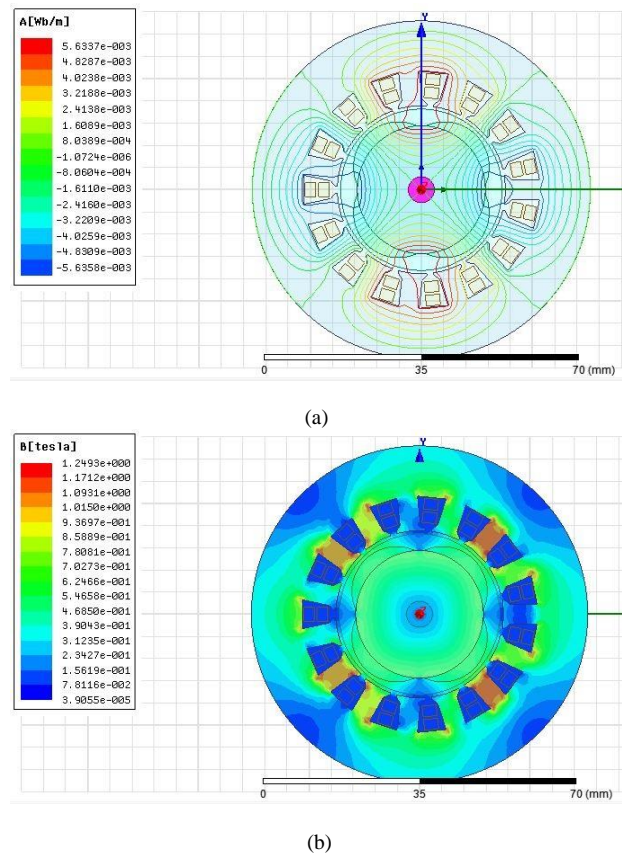 A[Wb/m]
5.6337e-003
4.8287e-003
4.0238e-003
3.2188e-003
2.4138e-003
1.6089e-003
8.0389e-004
-1.0724e-006
-8.0604e-004
-1.6110e-003
-2.4160e-003
-3.2209e-003
-4.0259e-003
-4.8309e-003
-5.6358e-003
Y
0 35 70 (mm)
(a)
B[tesla]
1.2493e+000
1.1712e+000
1.0931e+000
1.0150e+000
9.3697e-001
8.5889e-001
7.8081e-001
7.0273e-001
6.2466e-001
5.4658e-001
4.6850e-001
3.9043e-001
3.1235e-001
2.3427e-001
1.5619e-001
7.8116e-002
3.9055e-005
Y
0 35 70 (mm)
(b)